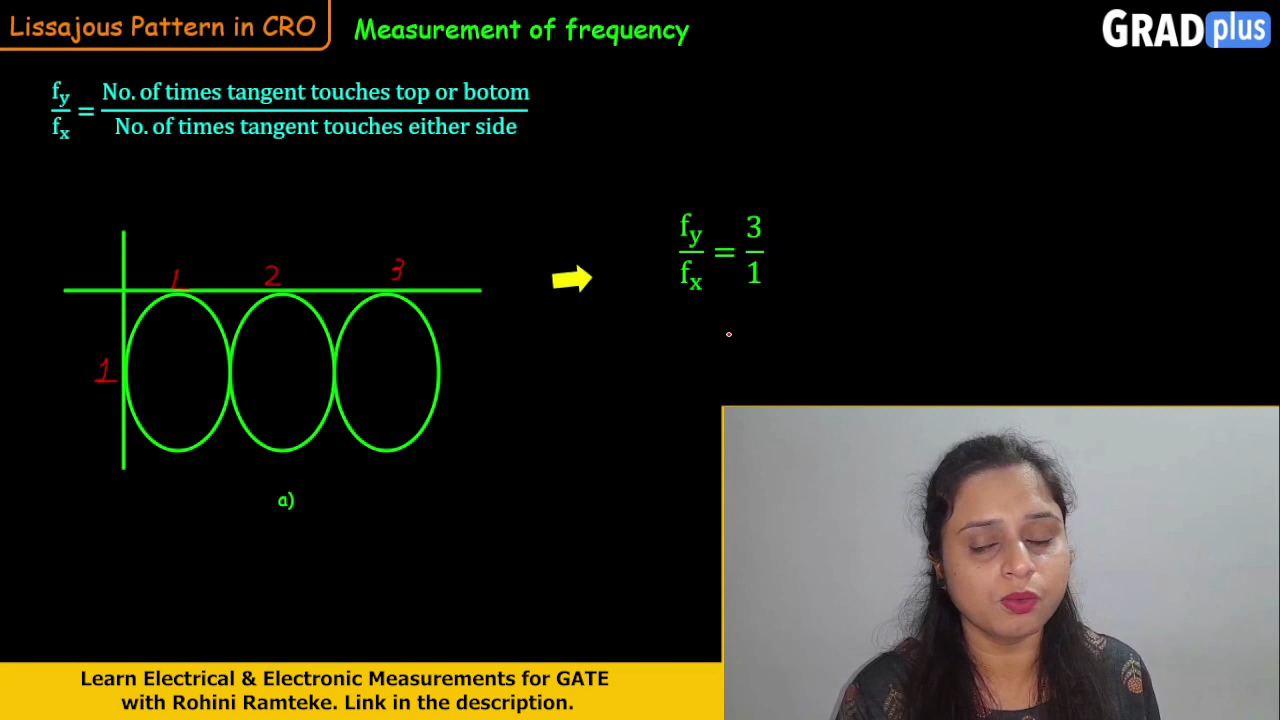 Lissajous Pattern in CRO
Measurement of frequency
GRAD plus
fy/fx = No. of times tangent touches top or botom / No. of times tangent touches either side
1 2 3
fy/fx = 3/1
1
a)
Learn Electrical & Electronic Measurements for GATE
with Rohini Ramteke. Link in the description.